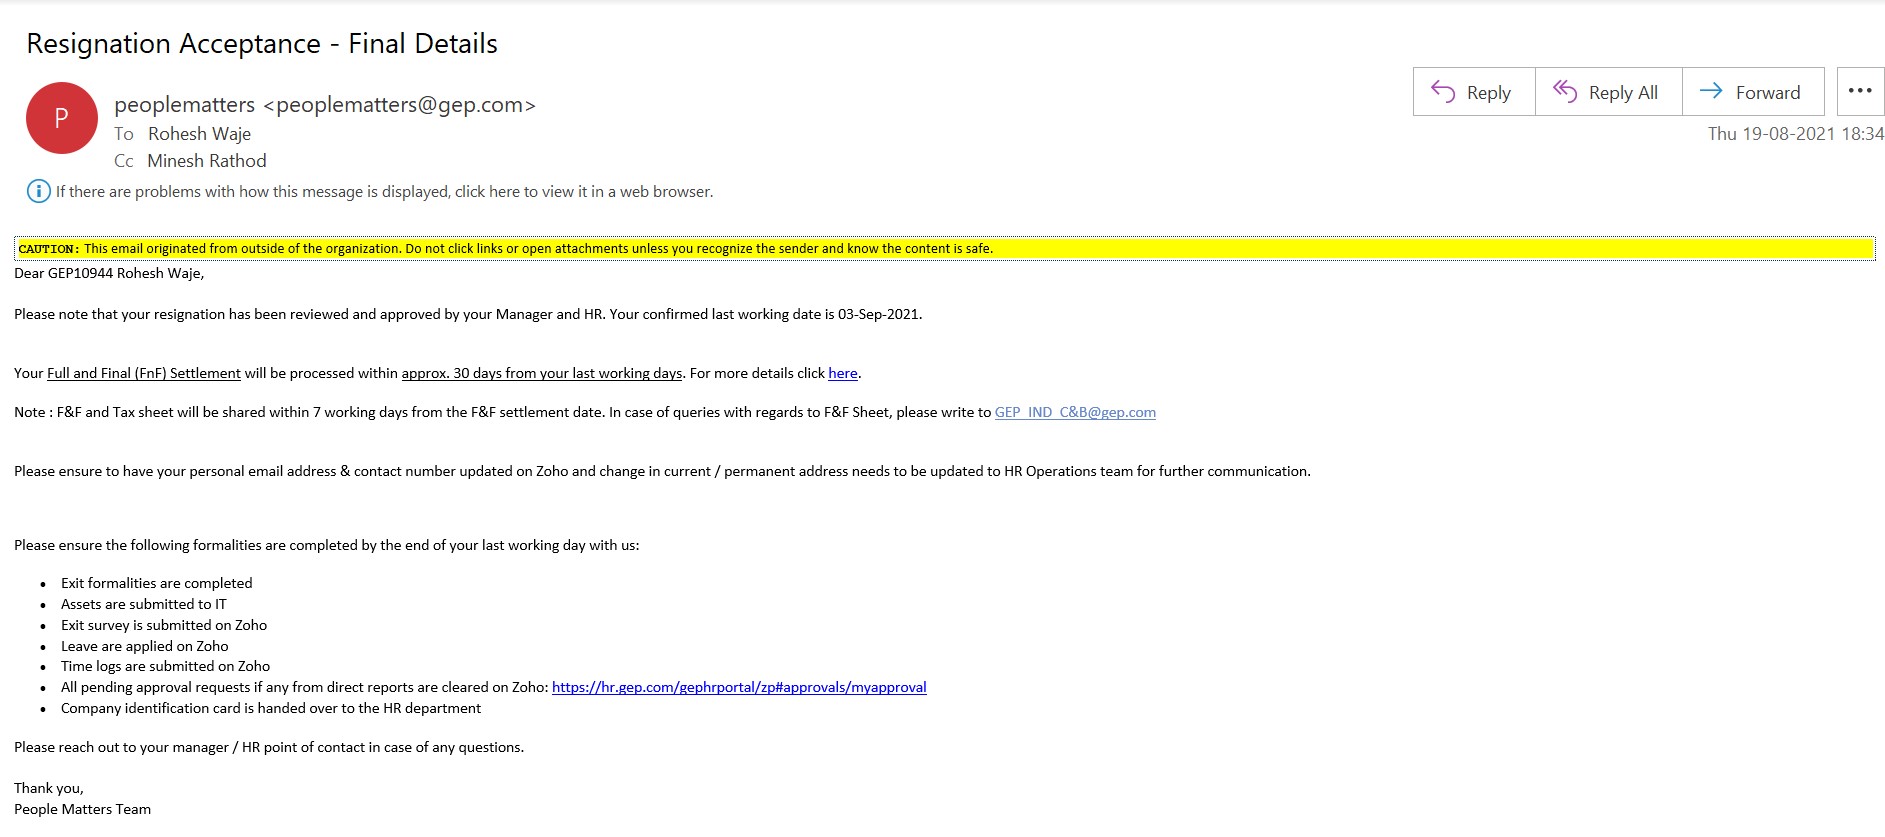 Resignation Acceptance - Final Details
P
peoplematters <peoplematters@gep.com>
To Rohesh Waje
Cc Minesh Rathod
Reply
Reply All
Forward
Thu 19-08-2021 18:34
If there are problems with how this message is displayed, click here to view it in a web browser.
CAUTION: This email originated from outside of the organization. Do not click links or open attachments unless you recognize the sender and know the content is safe.
Dear GEP10944 Rohesh Waje,
Please note that your resignation has been reviewed and approved by your Manager and HR. Your confirmed last working date is 03-Sep-2021.
Your Full and Final (FnF) Settlement will be processed within approx. 30 days from your last working days. For more details click here.
Note : F&F and Tax sheet will be shared within 7 working days from the F&F settlement date. In case of queries with regards to F&F Sheet, please write to GEP_IND_C&B@gep.com
Please ensure to have your personal email address & contact number updated on Zoho and change in current / permanent address needs to be updated to HR Operations team for further communication.
Please ensure the following formalities are completed by the end of your last working day with us:
• Exit formalities are completed
• Assets are submitted to IT
• Exit survey is submitted on Zoho
• Leave are applied on Zoho
• Time logs are submitted on Zoho
• All pending approval requests if any from direct reports are cleared on Zoho: https://hr.gep.com/gephrportal/zp#approvals/myapproval
• Company identification card is handed over to the HR department
Please reach out to your manager / HR point of contact in case of any questions.
Thank you,
People Matters Team